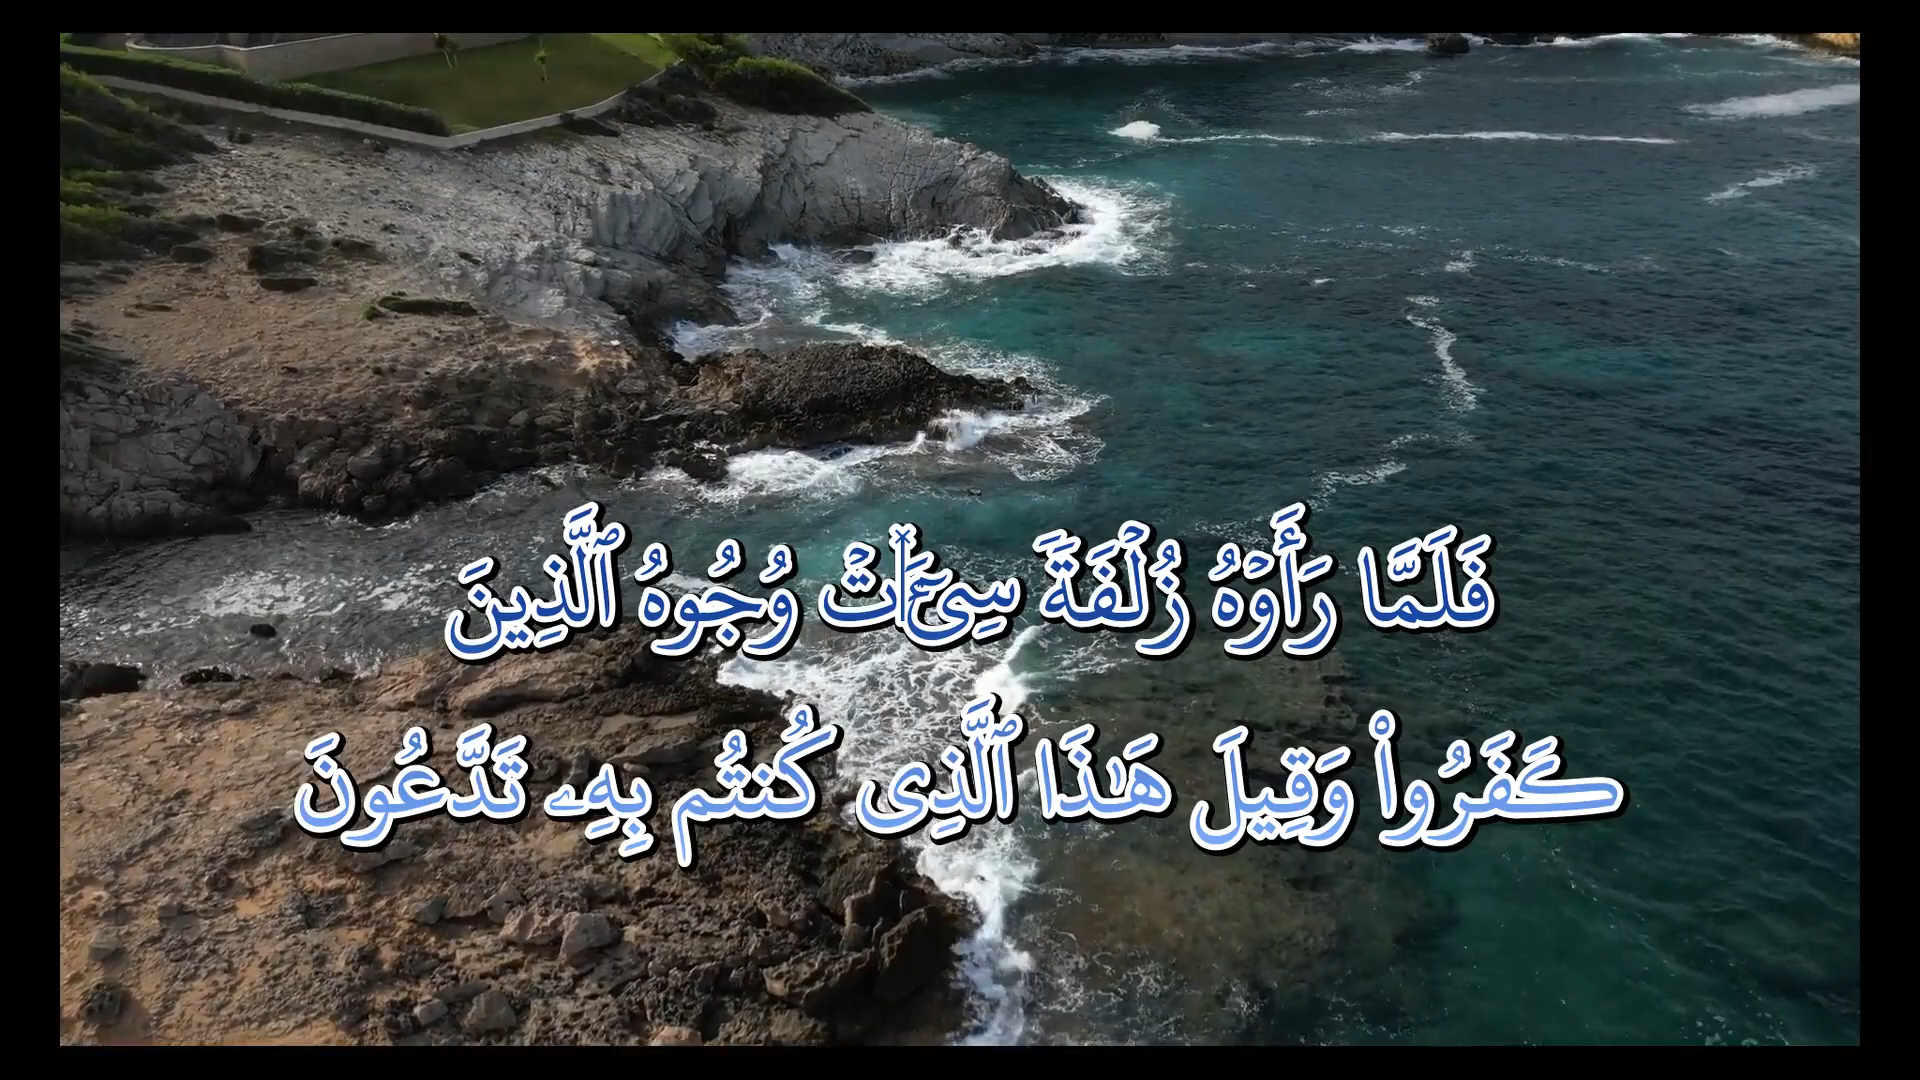 فَلَمَّا رَأَوۡهُ زُلۡفَةٗ سِيٓـَٔتۡ وُجُوهُ ٱلَّذِينَ
كَفَرُواْ وَقِيلَ هَٰذَا ٱلَّذِي كُنتُم بِهِۦ تَدَّعُونَ